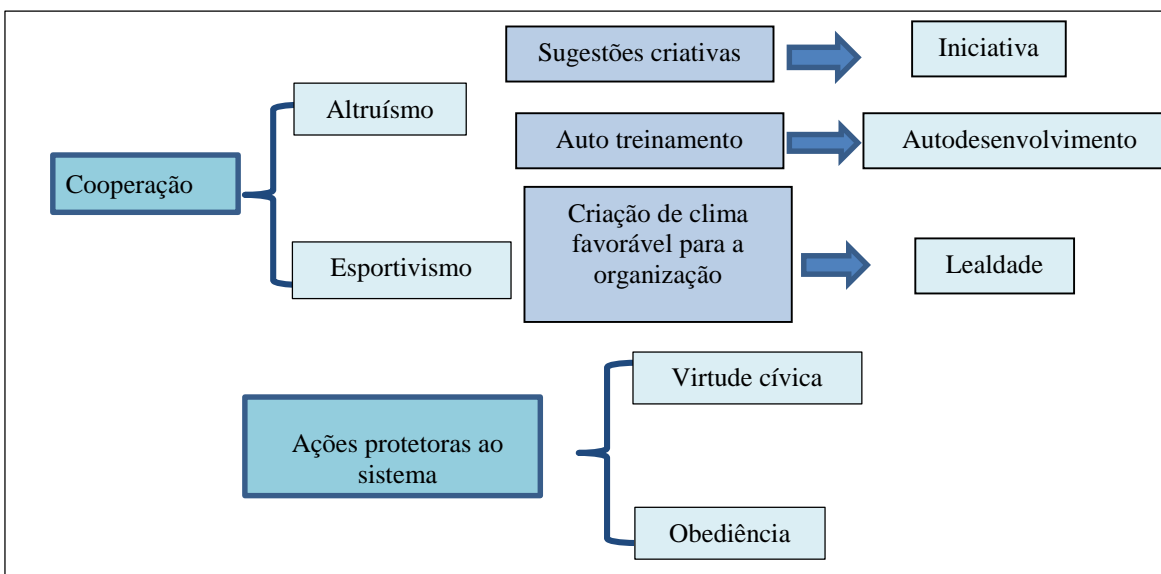 Sugestões criativas
Iniciativa
Altruísmo
Auto treinamento
Autodesenvolvimento
Cooperação
Criação de clima
favorável para a
organização
Esportivismo
Lealdade
Virtude cívica
Ações protetoras ao
sistema
Obediência